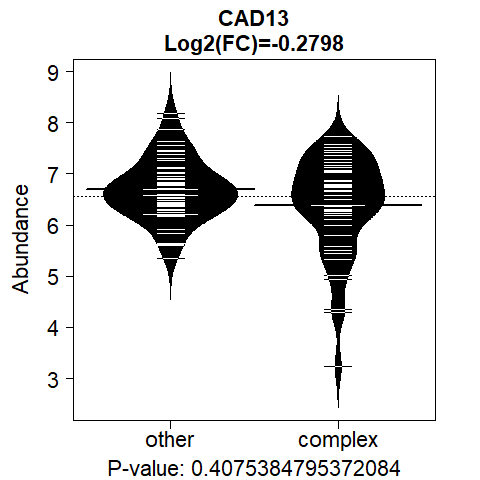 CAD13
Log2(FC)=-0.2798
9
8
7
6
5
4
3
Abundance
other
complex
P-value: 0.4075384795372084